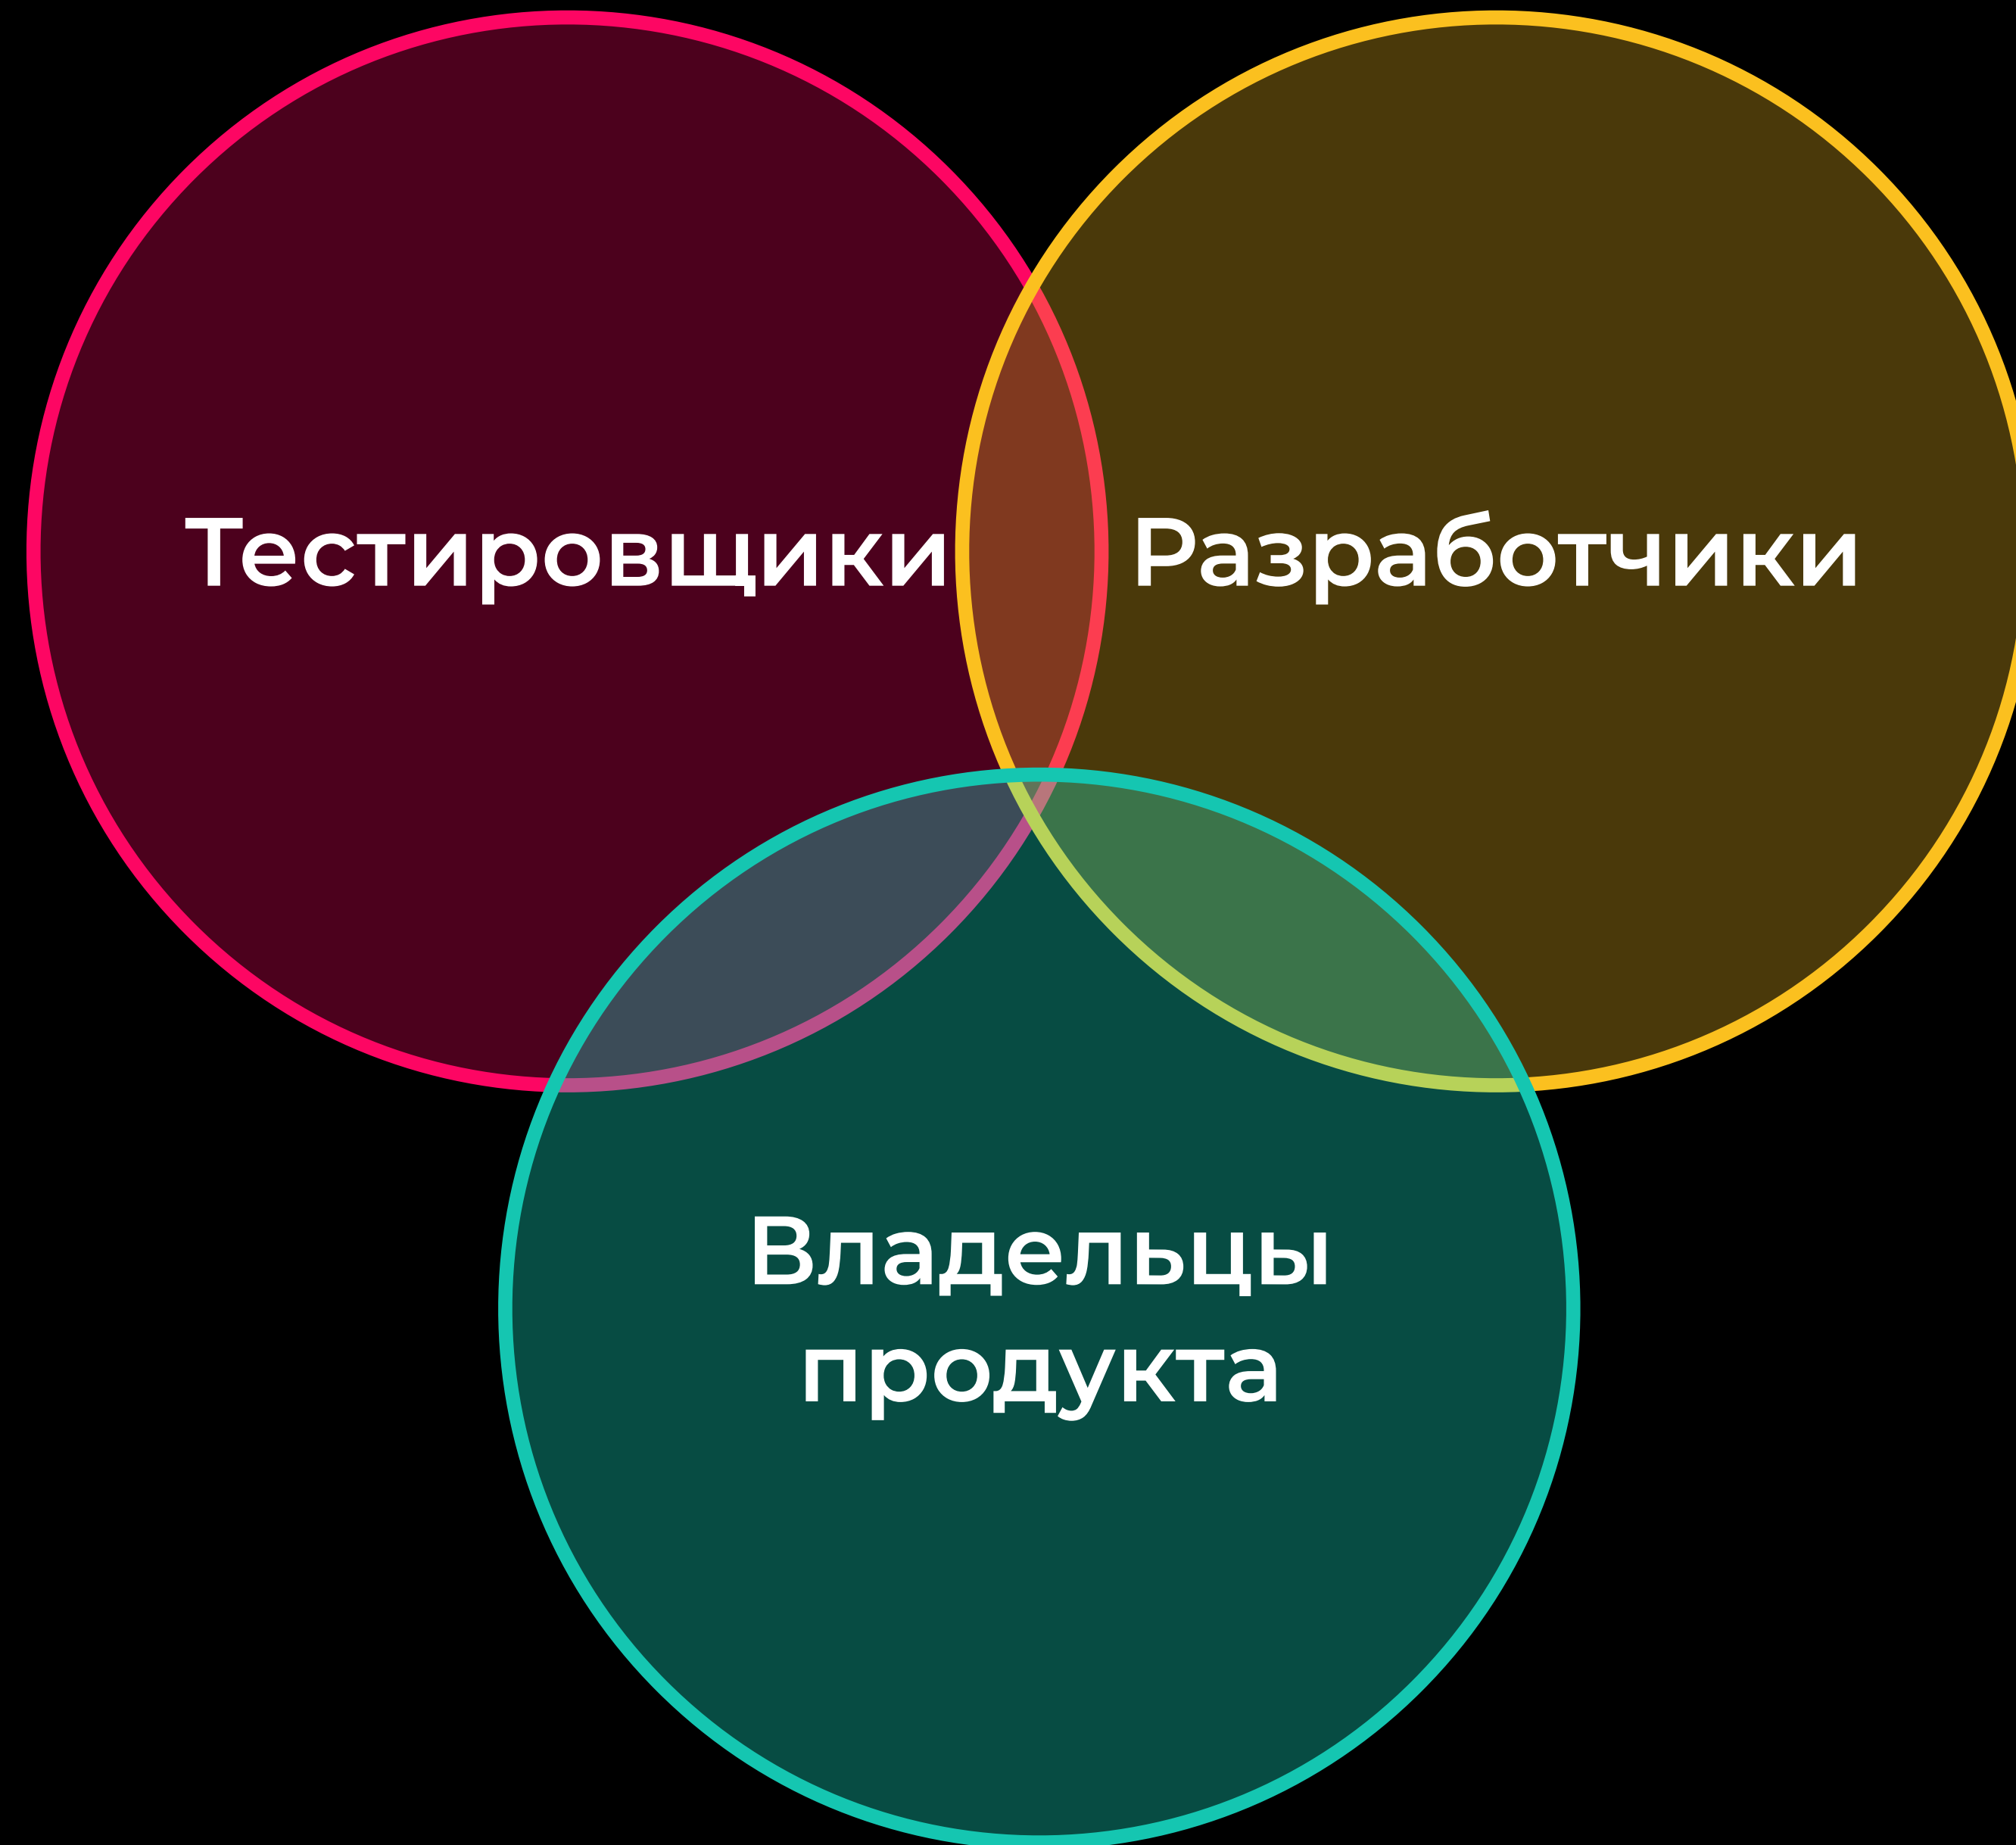 Тестировщики
Разработчики
Владельцы
продукта